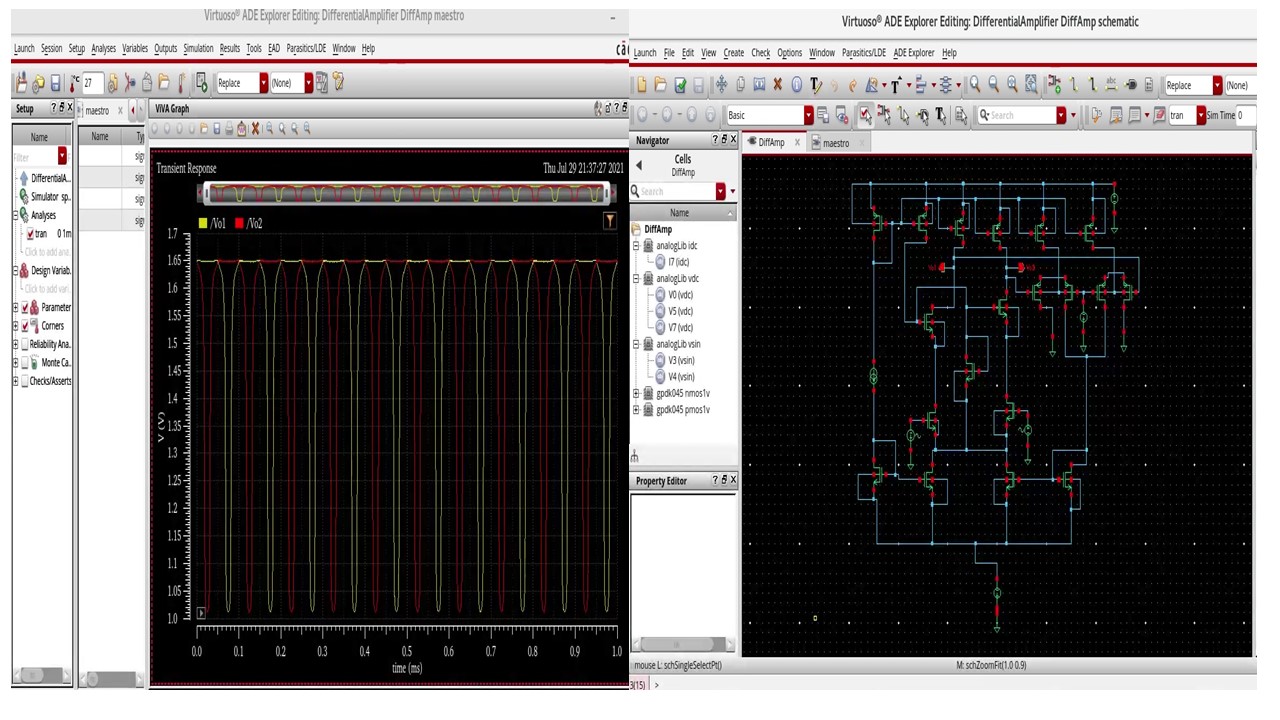 Virtuoso® ADE Explorer Editing: DifferentialAmplifier DiffAmp maestro
Launch Session Setup Analyses Variables Outputs Simulation Results Tools EAD Parasitics/LDE Window Help
cāc
°C 27 Replace (None)
Setup ? X
maestro x
VIVA Graph ? X
Name
Name Ty
Filter
DifferentialA..
Simulator sp..
Analyses
tran 0 1m
Click to add ana
Design Variab.
Click to add vari.
Parameter
Corners
Reliability Ana..
Monte Ca..
Checks/Asserts
sig
sig
sig
sig
Transient Response
Thu Jul 29 21:37:27 2021
/Vo1 /Vo2
1.7
1.65
1.6
1.55
1.5
1.45
1.4
1.35
1.3
1.25
1.2
1.15
1.1
1.05
1.0
V (V)
0.0 0.1 0.2 0.3 0.4 0.5 0.6 0.7 0.8 0.9 1.0
time (ms)
Virtuoso® ADE Explorer Editing: DifferentialAmplifier DiffAmp schematic
Launch File Edit View Create Check Options Window Parasitics/LDE ADE Explorer Help
Replace (None)
Basic
Search
tran Sim Time 0
Navigator ? X
DiffAmp x
maestro x
Cells
DiffAmp
Search
Name
DiffAmp
analogLib idc
I7 (idc)
analogLib vdc
V0 (vdc)
V5 (vdc)
V7 (vdc)
analogLib vsin
V3 (vsin)
V4 (vsin)
gpdk045 nmos1v
gpdk045 pmos1v
Property Editor ? X
mouse L: schSingleSelectPt()
M: schZoomFit(1.0 0.9)
3(15) >